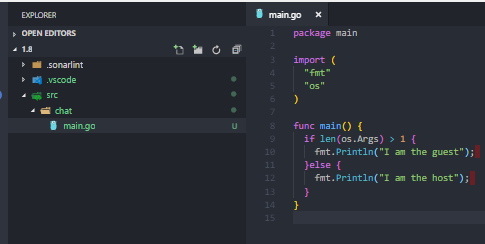 EXPLORER
OPEN EDITORS
1.8
.sonarlint
.vscode
src
chat
main.go U
main.go ×
1 package main
2
3 import (
4 "fmt"
5 "os"
6 )
7
8 func main() {
9 if len(os.Args) > 1 {
10 fmt.Println("I am the guest");
11 }else {
12 fmt.Println("I am the host");
13 }
14 }
15